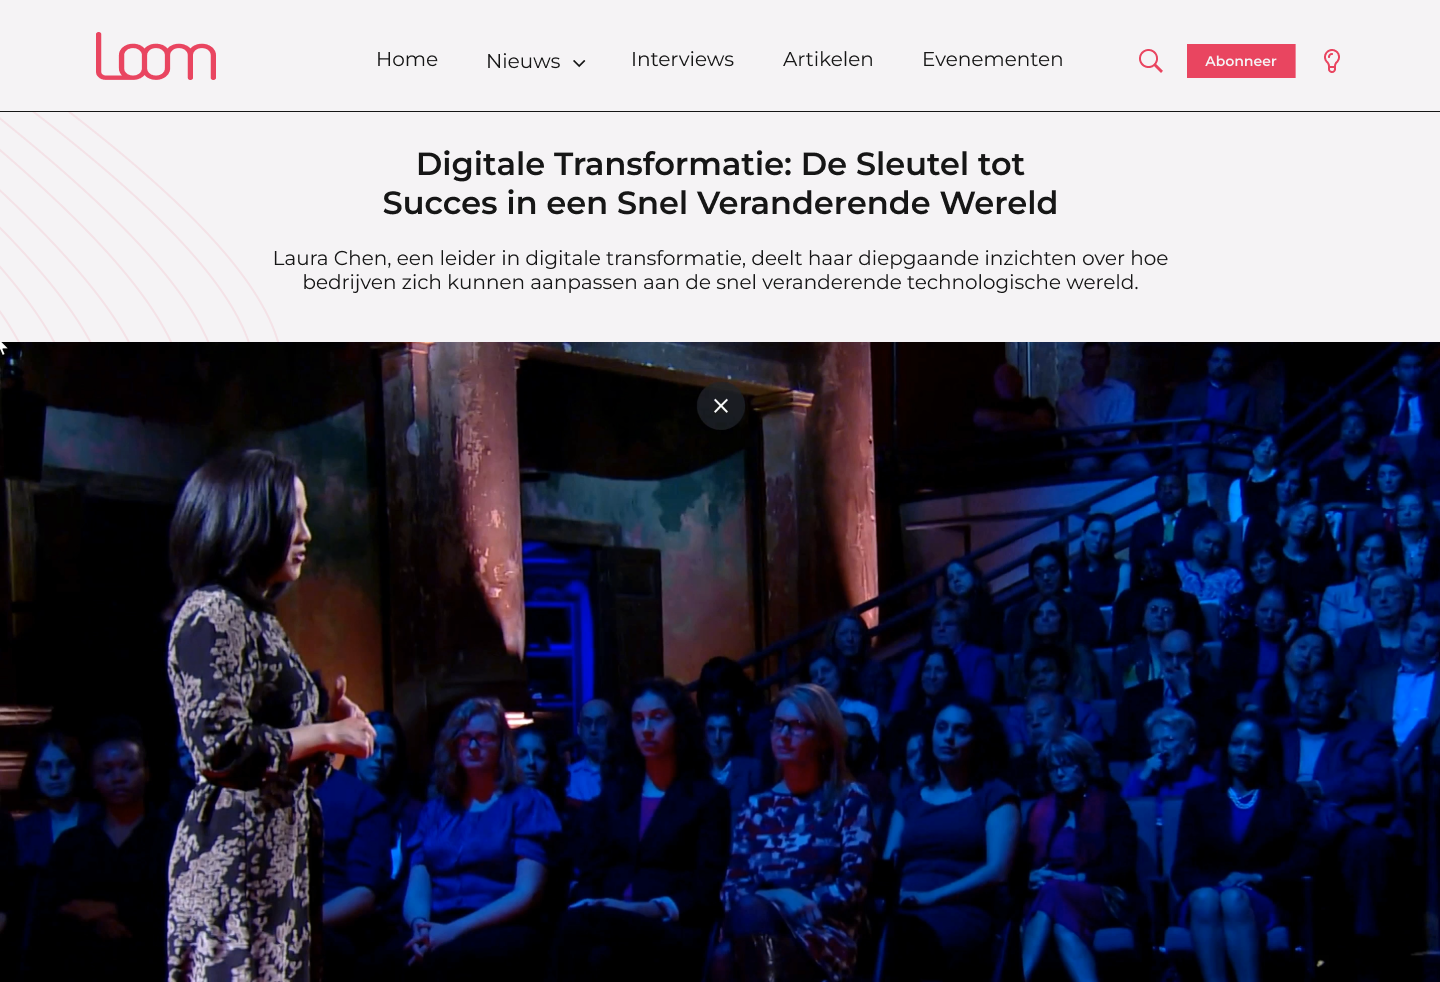 Loom
Home
Nieuws
Interviews
Artikelen
Evenementen
Abonneer
Digitale Transformatie: De Sleutel tot
Succes in een Snel Veranderende Wereld
Laura Chen, een leider in digitale transformatie, deelt haar diepgaande inzichten over hoe
bedrijven zich kunnen aanpassen aan de snel veranderende technologische wereld.